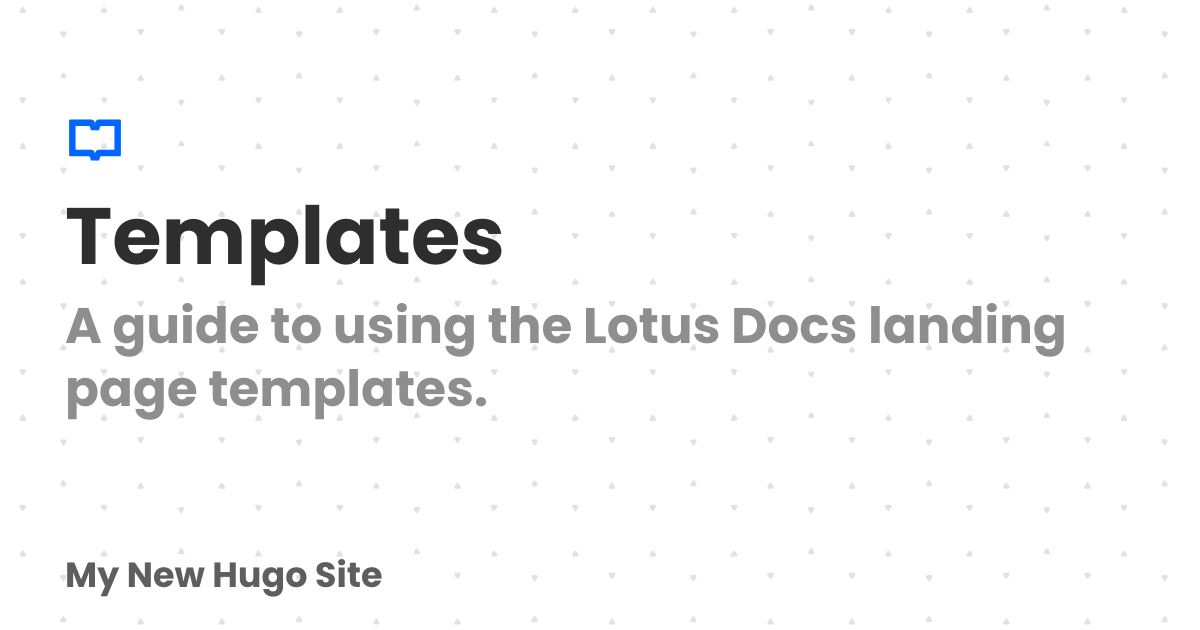 Templates
A guide to using the Lotus Docs landing
page templates.
My New Hugo Site